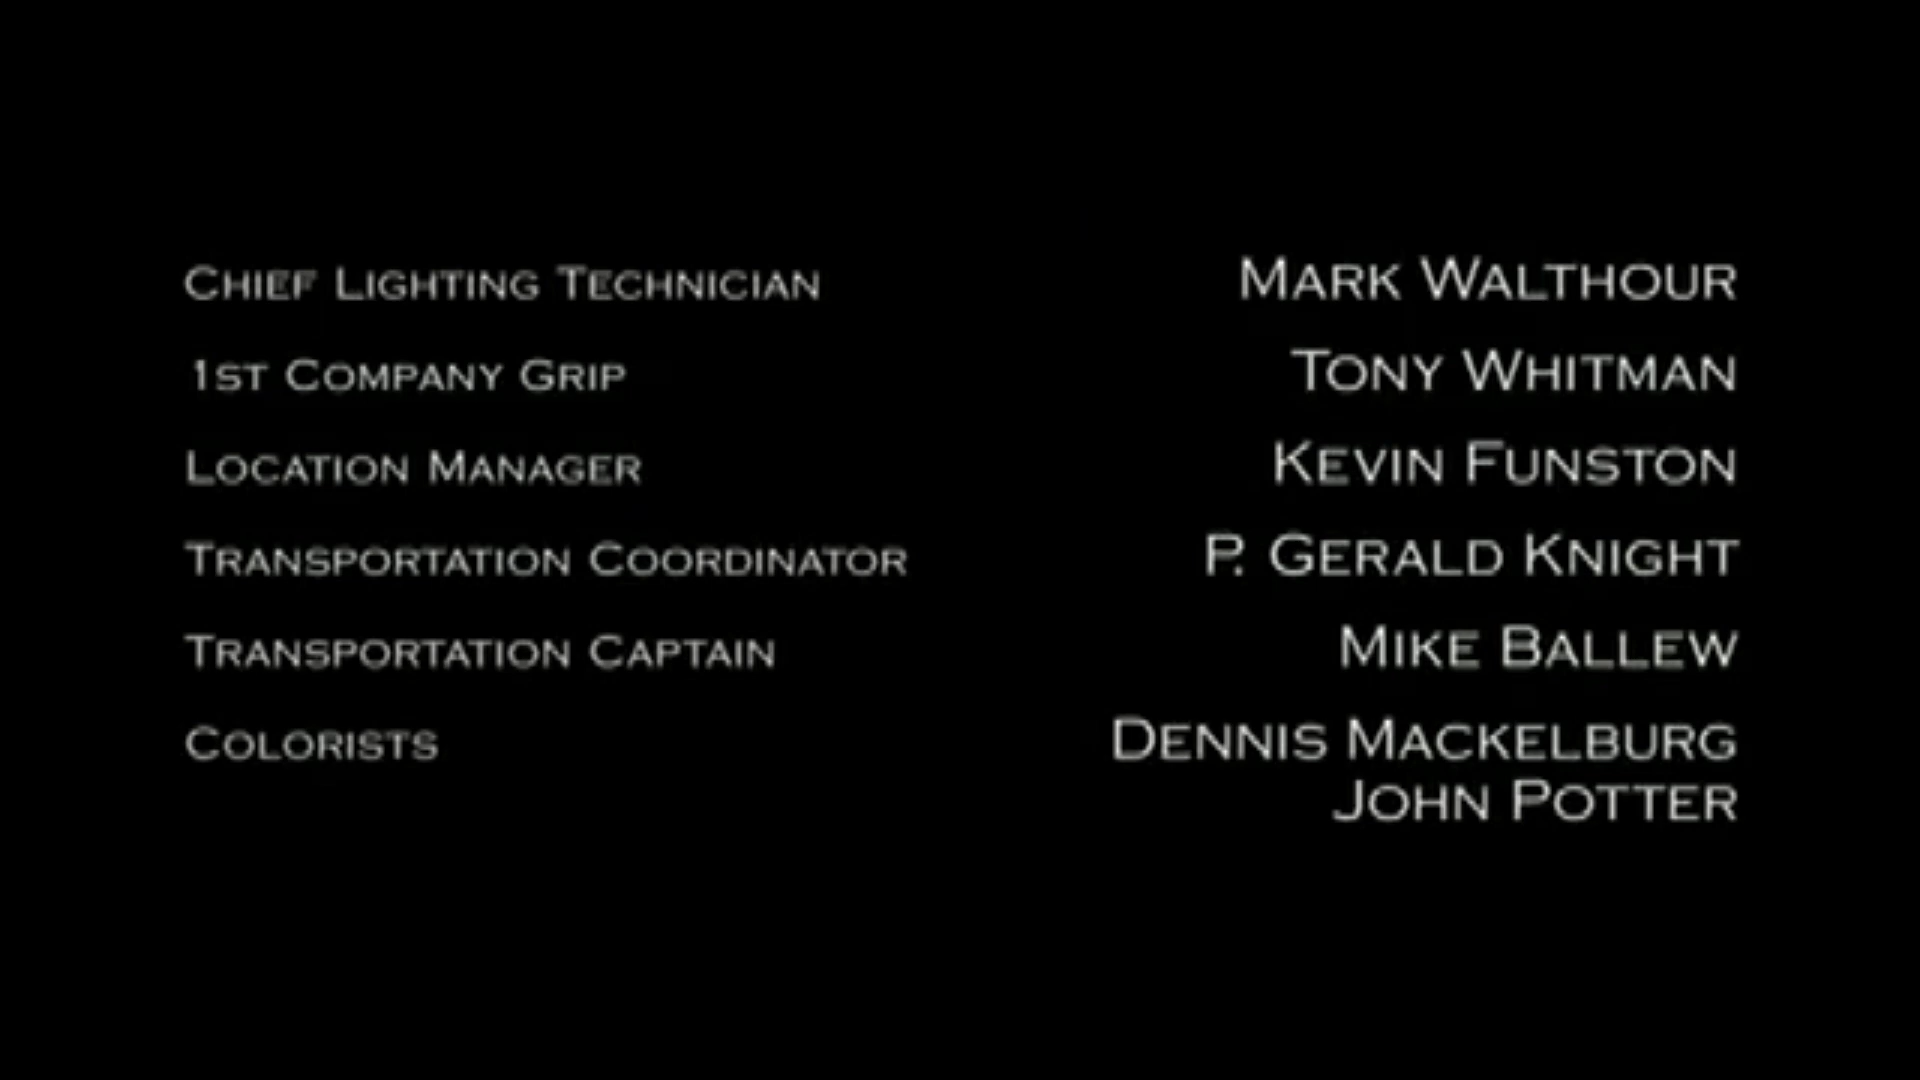 Chief Lighting Technician Mark Walthour
1st Company Grip Tony Whitman
Location Manager Kevin Funston
Transportation Coordinator P. Gerald Knight
Transportation Captain Mike Ballew
Colorists Dennis Mackelburg
John Potter